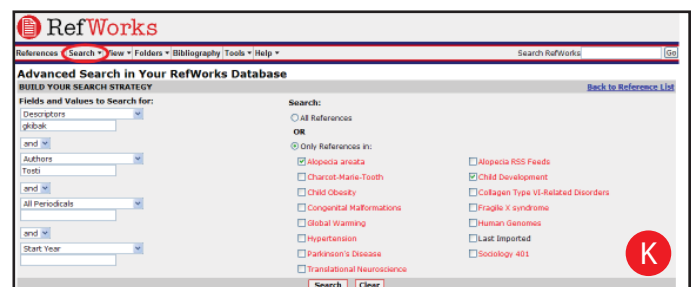 RefWorks
References Search View Folders Bibliography Tools Help Search RefWorks Go
Advanced Search in Your RefWorks Database
BUILD YOUR SEARCH STRATEGY Back to Reference List
Fields and Values to Search for: Search:
Descriptors
gkibak
and
Authors
Tosti
and
All Periodicals
and
Start Year
All References
OR
Only References in:
Alopecia areata Alopecia RSS Feeds
Charcot-Marie-Tooth Child Development
Child Obesity Collagen Type VI-Related Disorders
Congenital Malformations Fragile X syndrome
Global Warming Human Genomes
Hypertension Last Imported
Parkinson's Disease Sociology 401
Translational Neuroscience
Search Clear
K